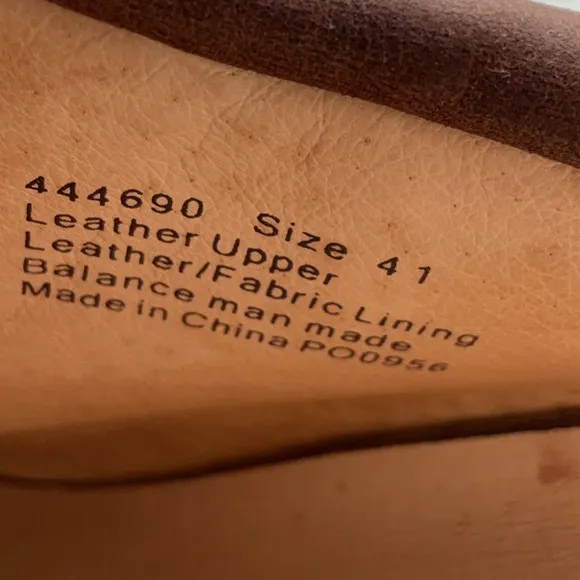 444690 Size 41
Leather Upper
Leather/Fabric Lining
Balance man made
Made in China PO0956